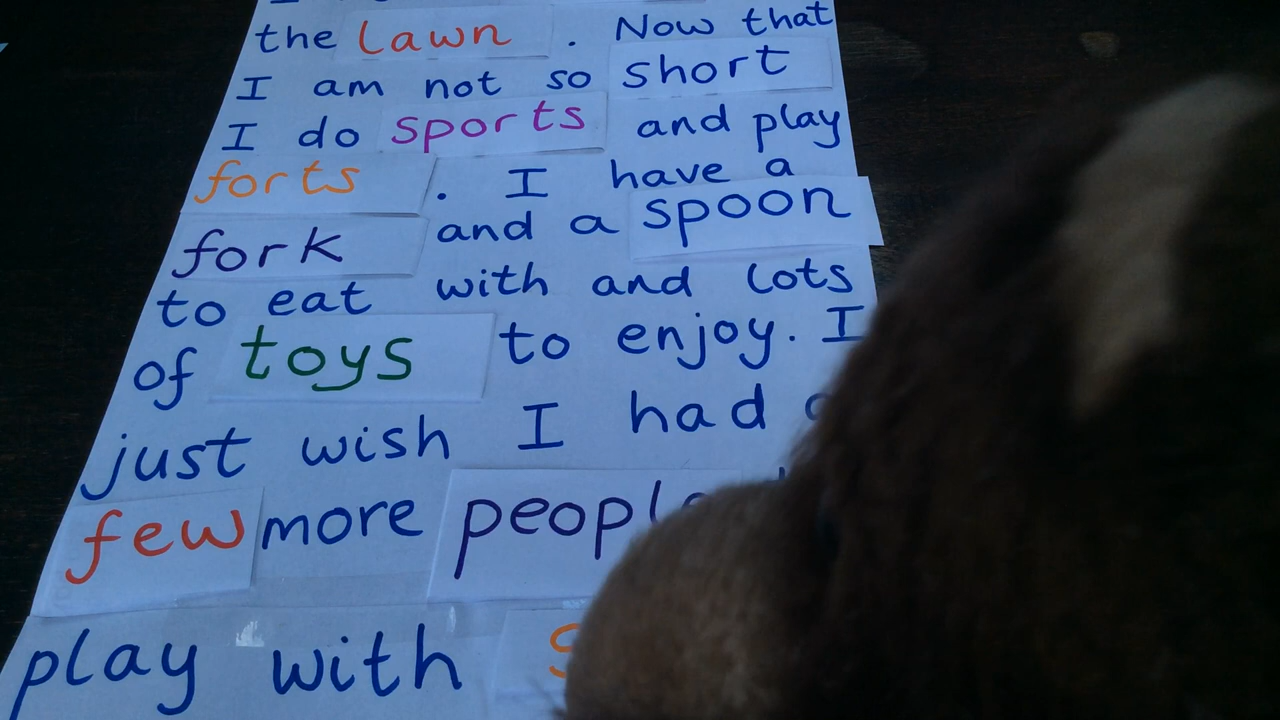 the lawn . Now that
I am not so short
I do sports and play
forts . I have a
fork and a spoon
to eat with and lots
of toys to enjoy. I
just wish I had
few more
play with